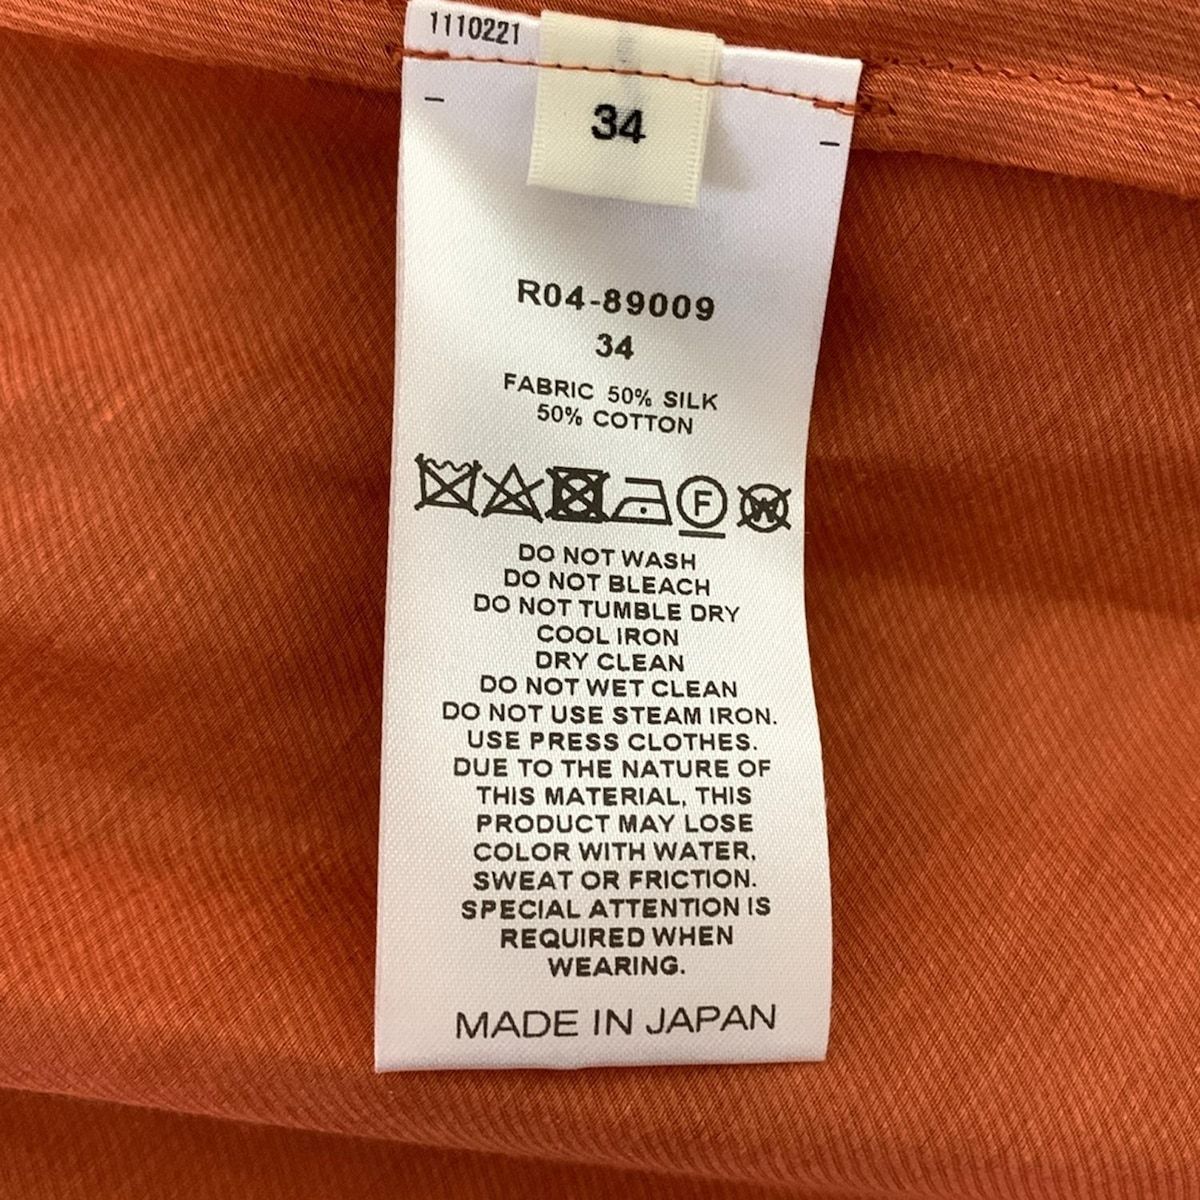 1110221
34
R04-89009
34
FABRIC 50% SILK
50% COTTON
F W
DO NOT WASH
DO NOT BLEACH
DO NOT TUMBLE DRY
COOL IRON
DRY CLEAN
DO NOT WET CLEAN
DO NOT USE STEAM IRON.
USE PRESS CLOTHES.
DUE TO THE NATURE OF
THIS MATERIAL, THIS
PRODUCT MAY LOSE
COLOR WITH WATER,
SWEAT OR FRICTION.
SPECIAL ATTENTION IS
REQUIRED WHEN
WEARING.
MADE IN JAPAN